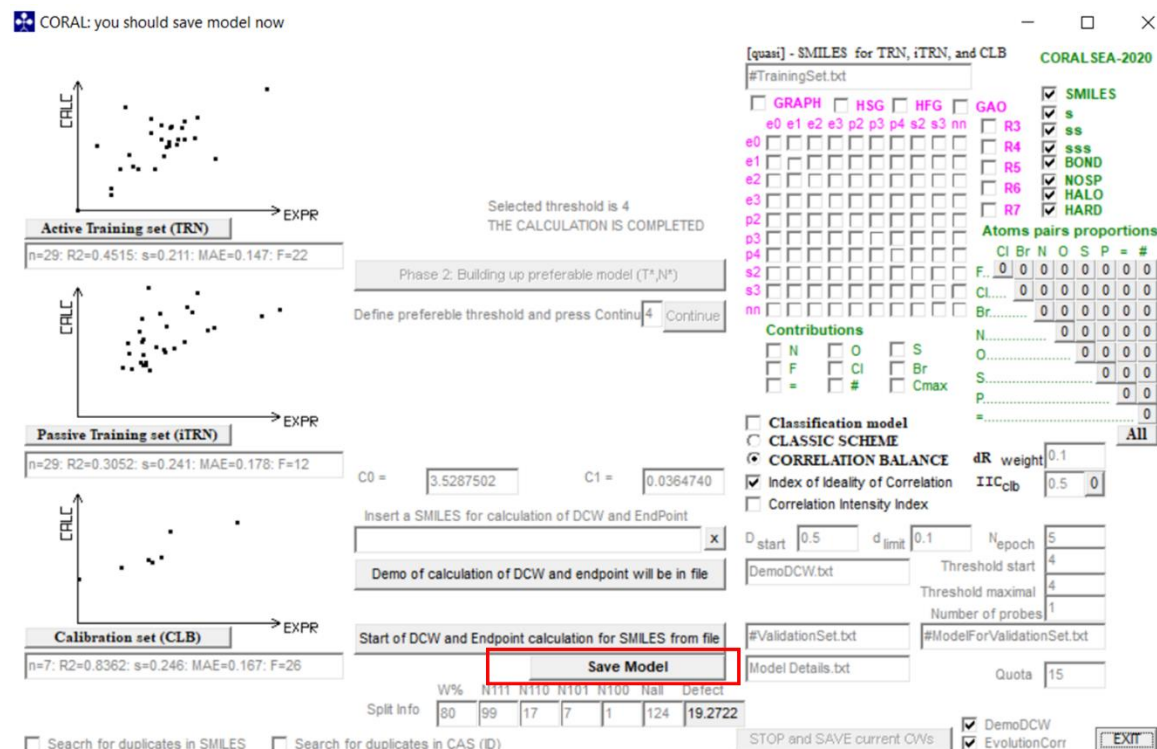 CORAL: you should save model now
CALC
EXPR
Active Training set (TRN)
n=29: R2=0.4515: s=0.211: MAE=0.147: F=22
CALC
EXPR
Passive Training set (iTRN)
n=29: R2=0.3052: s=0.241: MAE=0.178: F=12
CALC
EXPR
Calibration set (CLB)
n=7: R2=0.8362: s=0.246: MAE=0.167: F=26
Selected threshold is 4
THE CALCULATION IS COMPLETED
Phase 2: Building up preferable model (T*,N*)
Define prefereble threshold and press Continu 4 Continue
C0 = 3.5287502 C1 = 0.0364740
Insert a SMILES for calculation of DCW and EndPoint
x
Demo of calculation of DCW and endpoint will be in file
Start of DCW and Endpoint calculation for SMILES from file
Save Model
W% N111 N110 N101 N100 Nall Defect
Split Info 80 99 17 7 1 124 19.2722
Seacrh for duplicates in SMILES Search for duplicates in CAS (ID)
[quasi] - SMILES for TRN, iTRN, and CLB
CORALSEA-2020
#TrainingSet.txt
GRAPH HSG HFG GAO
e0 e1 e2 e3 p2 p3 p4 s2 s3 nn
e0
e1
e2
e3
p2
p3
p4
s2
s3
nn
R3
R4
R5
R6
R7
SMILES
s
ss
sss
BOND
NOSP
HALO
HARD
Atoms pairs proportions
Cl Br N O S P = #
F.. 0 0 0 0 0 0 0 0
Cl..... 0 0 0 0 0 0 0
Br.......... 0 0 0 0 0 0
N................ 0 0 0 0 0
O..................... 0 0 0 0
S........................... 0 0 0
P................................. 0 0
=...................................... 0
All
Contributions
N O S
F Cl Br
= # Cmax
Classification model
CLASSIC SCHEME
CORRELATION BALANCE dR weight 0.1
Index of Ideality of Correlation IICclb 0.5 0
Correlation Intensity Index
D start 0.5 d limit 0.1 Nepoch 5
DemoDCW.txt Threshold start 4
Threshold maximal 4
Number of probes 1
#ValidationSet.txt #ModelForValidationSet.txt
Model Details.txt Quota 15
STOP and SAVE current CWs
DemoDCW
EvolutionCorr
EXIT